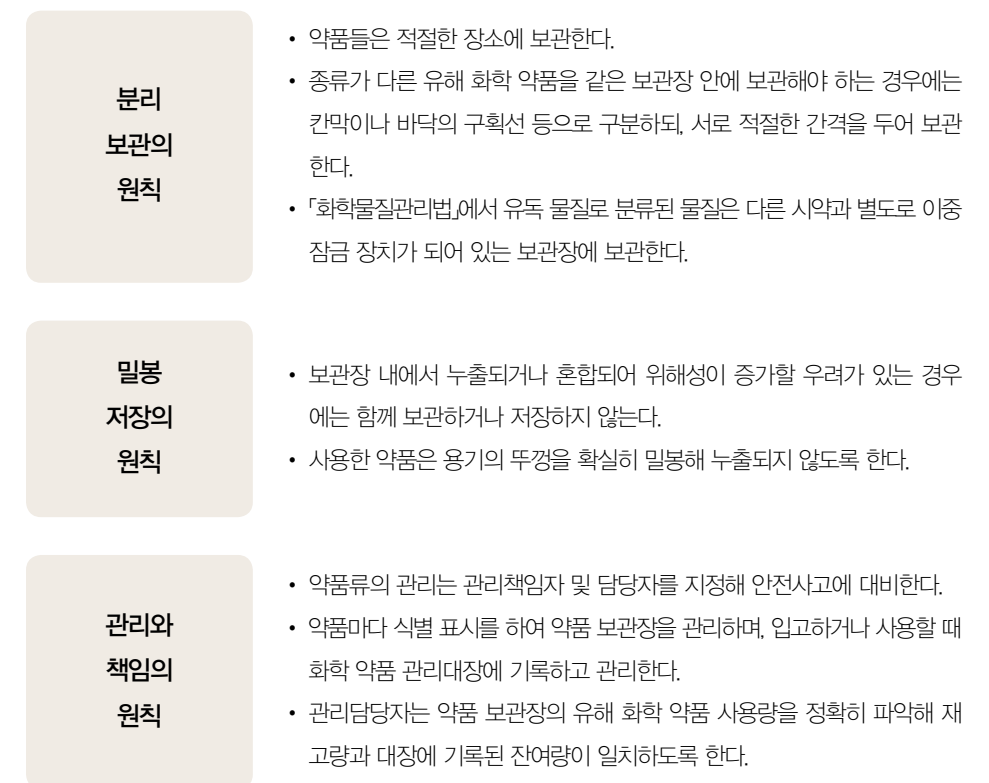 분리
보관의
원칙
• 약품들은 적절한 장소에 보관한다.
• 종류가 다른 유해 화학 약품을 같은 보관장 안에 보관해야 하는 경우에는
칸막이나 바닥의 구획선 등으로 구분하되, 서로 적절한 간격을 두어 보관
한다.
• 「화학물질관리법」에서 유독 물질로 분류된 물질은 다른 시약과 별도로 이중
잠금 장치가 되어 있는 보관장에 보관한다.
밀봉
저장의
원칙
• 보관장 내에서 누출되거나 혼합되어 위해성이 증가할 우려가 있는 경우
에는 함께 보관하거나 저장하지 않는다.
• 사용한 약품은 용기의 뚜껑을 확실히 밀봉해 누출되지 않도록 한다.
관리와
책임의
원칙
• 약품류의 관리는 관리책임자 및 담당자를 지정해 안전사고에 대비한다.
• 약품마다 식별 표시를 하여 약품 보관장을 관리하며, 입고하거나 사용할 때
화학 약품 관리대장에 기록하고 관리한다.
• 관리담당자는 약품 보관장의 유해 화학 약품 사용량을 정확히 파악해 재
고량과 대장에 기록된 잔여량이 일치하도록 한다.